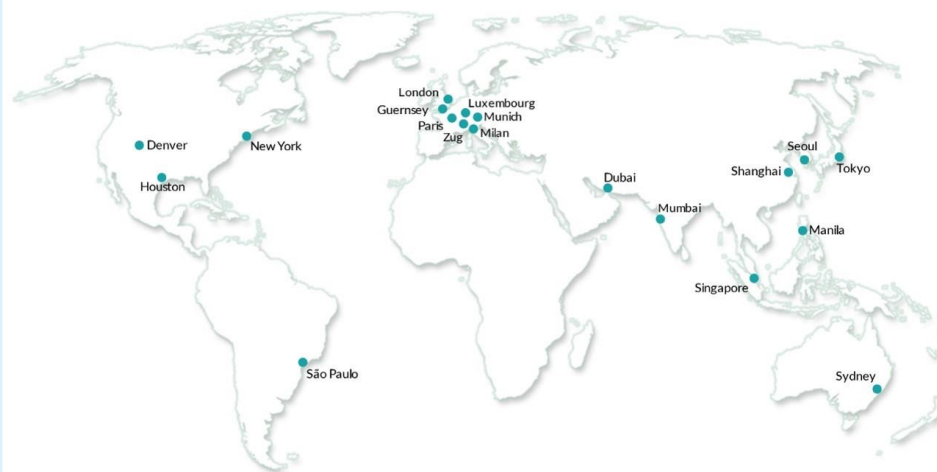 London
Luxembourg
Guernsey
Munich
Paris
Milan
Zug
Denver
New York
Houston
Seoul
Shanghai
Tokyo
Dubai
Mumbai
Manila
Singapore
São Paulo
Sydney